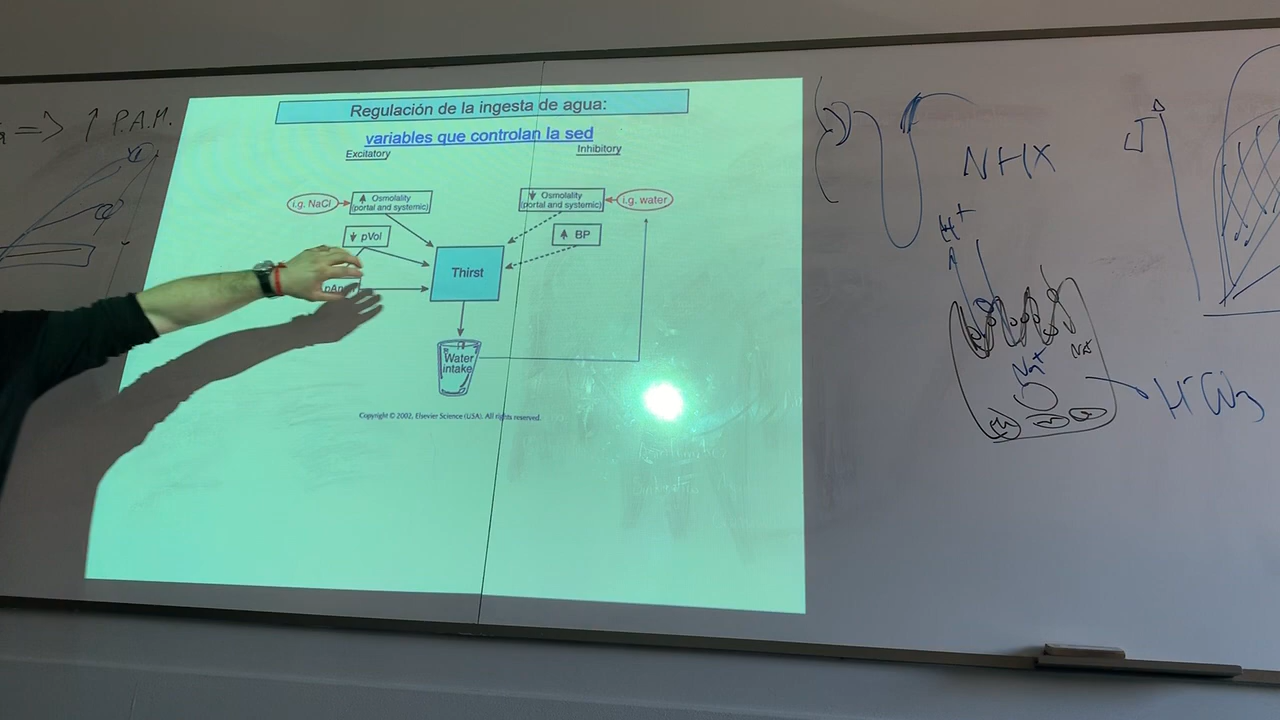 => ↑ P.A.M.
Regulación de la ingesta de agua:
variables que controlan la sed
Excitatory
Inhibitory
i.g. NaCl
↑ Osmolality
(portal and systemic)
↓ Osmolality
(portal and systemic)
i.g. water
↓ pVol
↑ BP
Thirst
Water
intake
Copyright © 2002, Elsevier Science (USA). All rights reserved.
NHX
H+
Na+
Na+